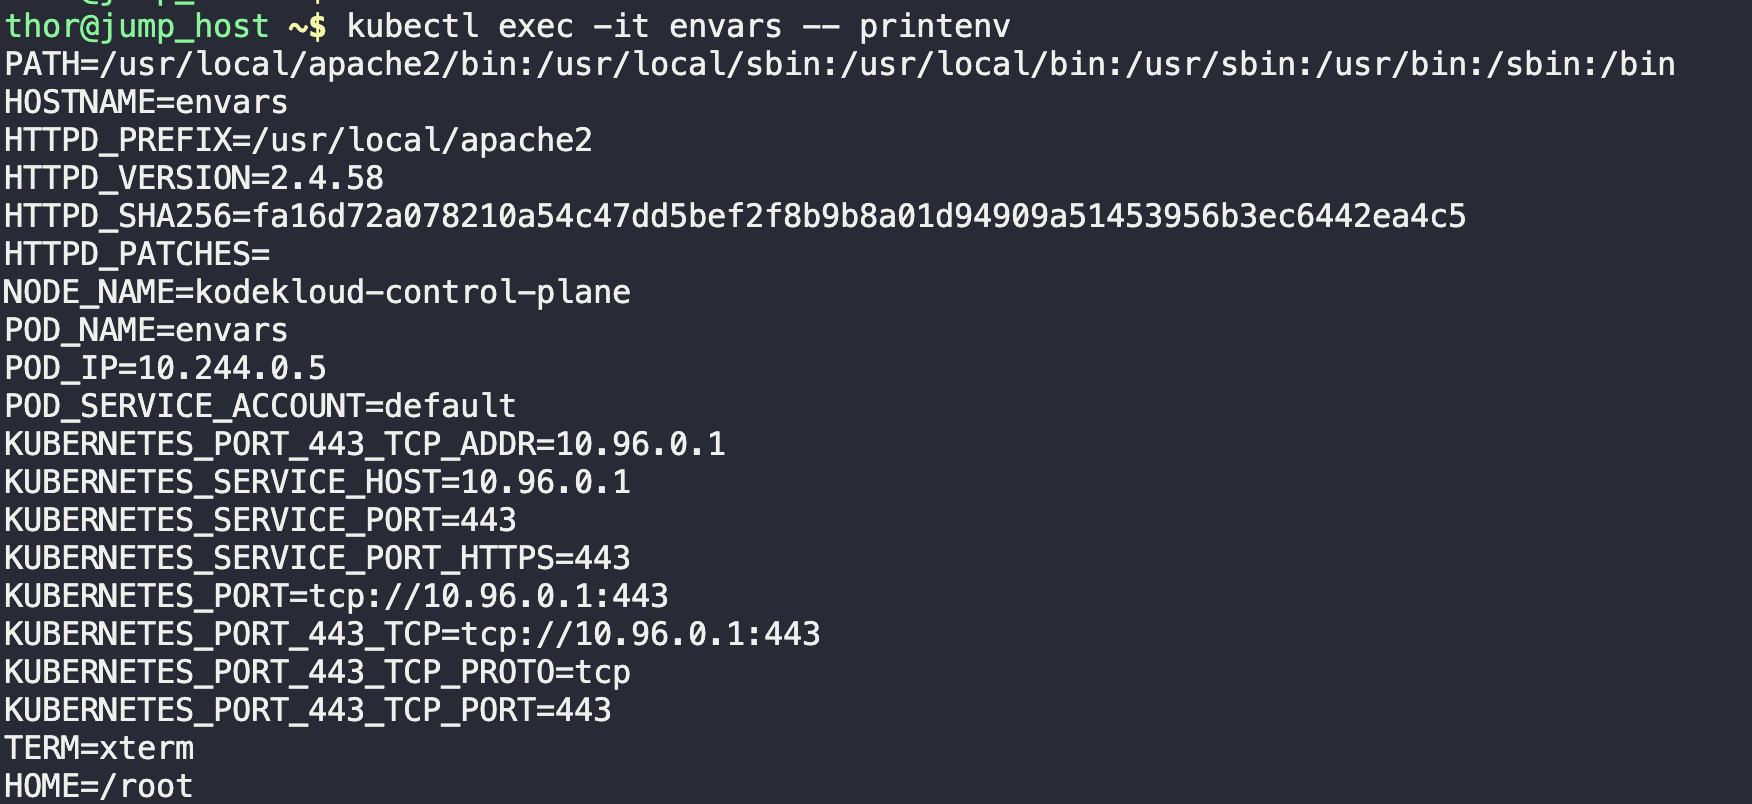 thor@jump_host ~$ kubectl exec -it envars -- printenv
PATH=/usr/local/apache2/bin:/usr/local/sbin:/usr/local/bin:/usr/sbin:/usr/bin:/sbin:/bin
HOSTNAME=envars
HTTPD_PREFIX=/usr/local/apache2
HTTPD_VERSION=2.4.58
HTTPD_SHA256=fa16d72a078210a54c47dd5bef2f8b9b8a01d94909a51453956b3ec6442ea4c5
HTTPD_PATCHES=
NODE_NAME=kodekloud-control-plane
POD_NAME=envars
POD_IP=10.244.0.5
POD_SERVICE_ACCOUNT=default
KUBERNETES_PORT_443_TCP_ADDR=10.96.0.1
KUBERNETES_SERVICE_HOST=10.96.0.1
KUBERNETES_SERVICE_PORT=443
KUBERNETES_SERVICE_PORT_HTTPS=443
KUBERNETES_PORT=tcp://10.96.0.1:443
KUBERNETES_PORT_443_TCP=tcp://10.96.0.1:443
KUBERNETES_PORT_443_TCP_PROTO=tcp
KUBERNETES_PORT_443_TCP_PORT=443
TERM=xterm
HOME=/root